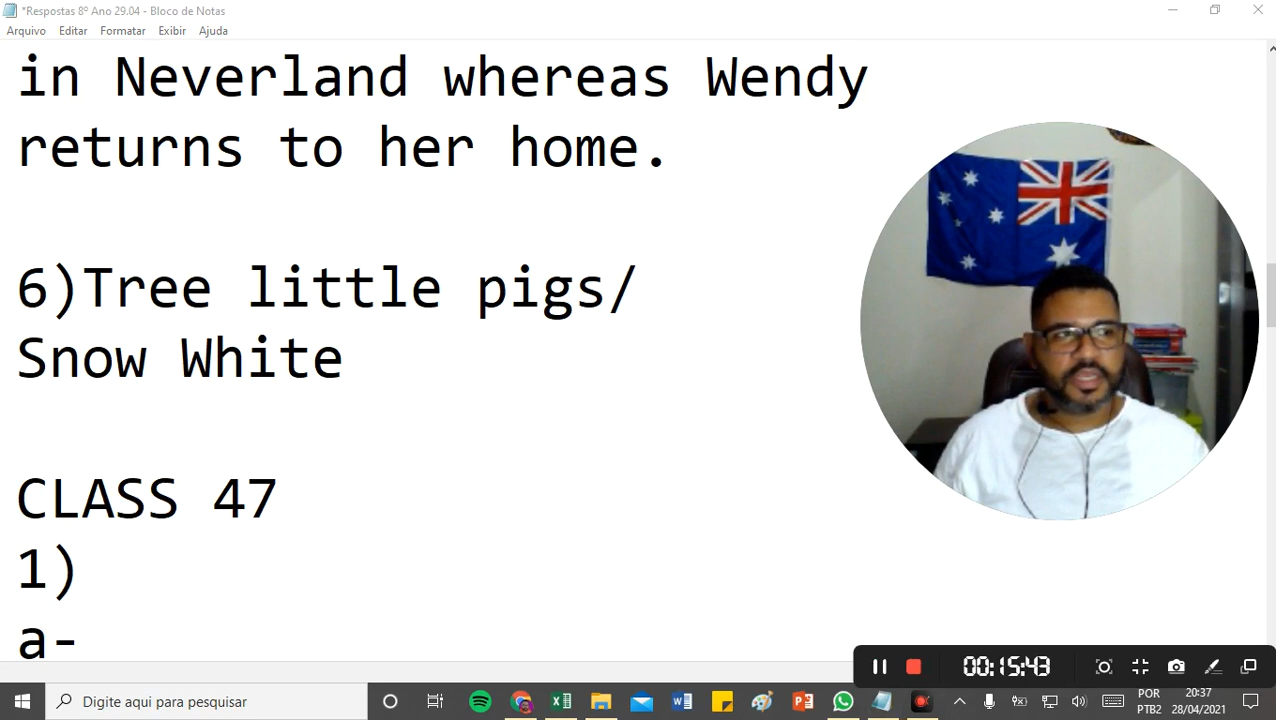 *Respostas 8º Ano 29.04 - Bloco de Notas
Arquivo Editar Formatar Exibir Ajuda
in Neverland whereas Wendy
returns to her home.
6)Tree little pigs/
Snow White
CLASS 47
1)
a-
00:15:43
Digite aqui para pesquisar
POR
PTB2
20:37
28/04/2021